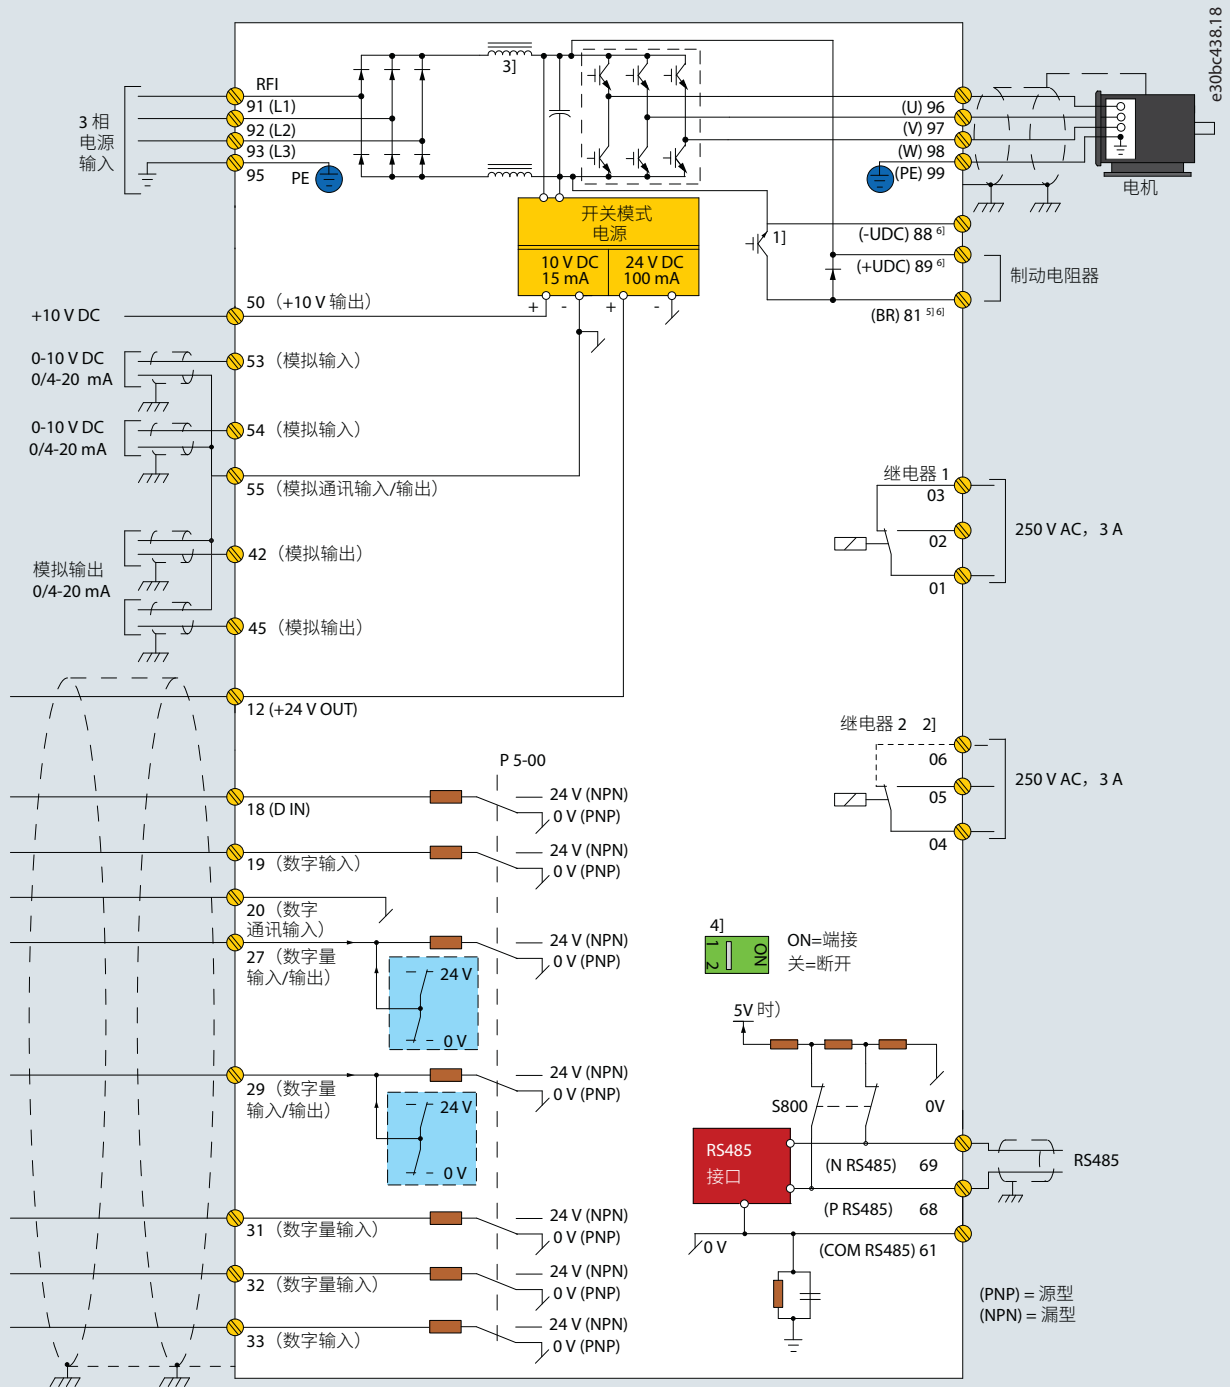 e30bc438.18
RFI
91 (L1)
92 (L2)
93 (L3)
95
PE
3 相
电源
输入
3]
(U) 96
(V) 97
(W) 98
(PE) 99
电机
开关模式
电源
10 V DC
15 mA
24 V DC
100 mA
+
-
+
-
1]
(-UDC) 88 6]
(+UDC) 89 6]
(BR) 81 5] 6]
制动电阻器
+10 V DC
50（+10 V 输出）
0-10 V DC
0/4-20 mA
53（模拟输入）
0-10 V DC
0/4-20 mA
54（模拟输入）
55（模拟通讯输入/输出）
模拟输出
0/4-20 mA
42（模拟输出）
45（模拟输出）
12 (+24 V OUT)
继电器 1
03
02
01
250 V AC，3 A
继电器 2 2]
06
05
04
250 V AC，3 A
P 5-00
18 (D IN)
24 V (NPN)
0 V (PNP)
19（数字输入）
24 V (NPN)
0 V (PNP)
20（数字
通讯输入）
27（数字量
输入/输出）
24 V (NPN)
0 V (PNP)
24 V
0 V
29（数字量
输入/输出）
24 V (NPN)
0 V (PNP)
24 V
0 V
31（数字量输入）
24 V (NPN)
0 V (PNP)
32（数字量输入）
24 V (NPN)
0 V (PNP)
33（数字输入）
24 V (NPN)
0 V (PNP)
4]
1
2
ON
ON=端接
关=断开
5V 时）
S800
0V
RS485
接口
(N RS485) 69
(P RS485) 68
(COM RS485) 61
0 V
RS485
(PNP) = 源型
(NPN) = 漏型